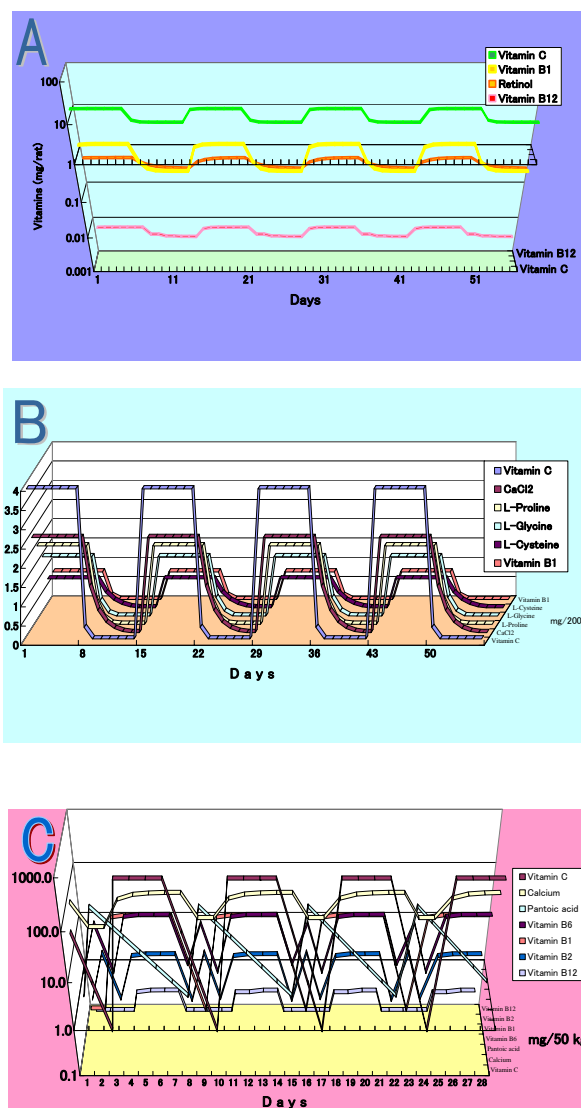 A
Vitamin C
Vitamin B1
Retinol
Vitamin B12
100
10
1
0.1
0.01
0.001
Vitamins (mg/rat)
Vitamin B12
Vitamin C
1 11 21 31 41 51
Days
B
Vitamin C
CaCl2
L-Proline
L-Glycine
L-Cysteine
Vitamin B1
4
3.5
3
2.5
2
1.5
1
0.5
0
Vitamin B1
L-Cysteine
L-Glycine
L-Proline
CaCl2
Vitamin C
mg/200
1 8 15 22 29 36 43 50
Days
C
Vitamin C
Calcium
Pantoic acid
Vitamin B6
Vitamin B1
Vitamin B2
Vitamin B12
1000.0
100.0
10.0
1.0
0.1
Vitamin B12
Vitamin B2
Vitamin B1
Vitamin B6
Pantoic acid
Calcium
Vitamin C
mg/50 k
1 2 3 4 5 6 7 8 9 10 11 12 13 14 15 16 17 18 19 20 21 22 23 24 25 26 27 28
Days